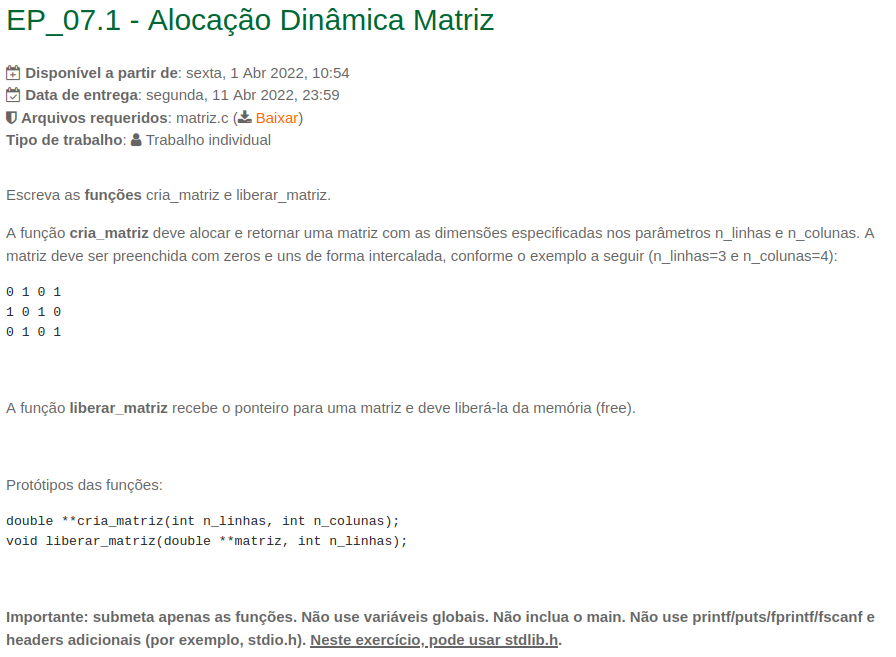 EP_07.1 - Alocação Dinâmica Matriz
Disponível a partir de: sexta, 1 Abr 2022, 10:54
Data de entrega: segunda, 11 Abr 2022, 23:59
Arquivos requeridos: matriz.c (Baixar)
Tipo de trabalho: Trabalho individual
Escreva as funções cria_matriz e liberar_matriz.
A função cria_matriz deve alocar e retornar uma matriz com as dimensões especificadas nos parâmetros n_linhas e n_colunas. A
matriz deve ser preenchida com zeros e uns de forma intercalada, conforme o exemplo a seguir (n_linhas=3 e n_colunas=4):
0 1 0 1
1 0 1 0
0 1 0 1
A função liberar_matriz recebe o ponteiro para uma matriz e deve liberá-la da memória (free).
Protótipos das funções:
double **cria_matriz(int n_linhas, int n_colunas);
void liberar_matriz(double **matriz, int n_linhas);
Importante: submeta apenas as funções. Não use variáveis globais. Não inclua o main. Não use printf/puts/fprintf/fscanf e
headers adicionais (por exemplo, stdio.h). Neste exercício, pode usar stdlib.h.